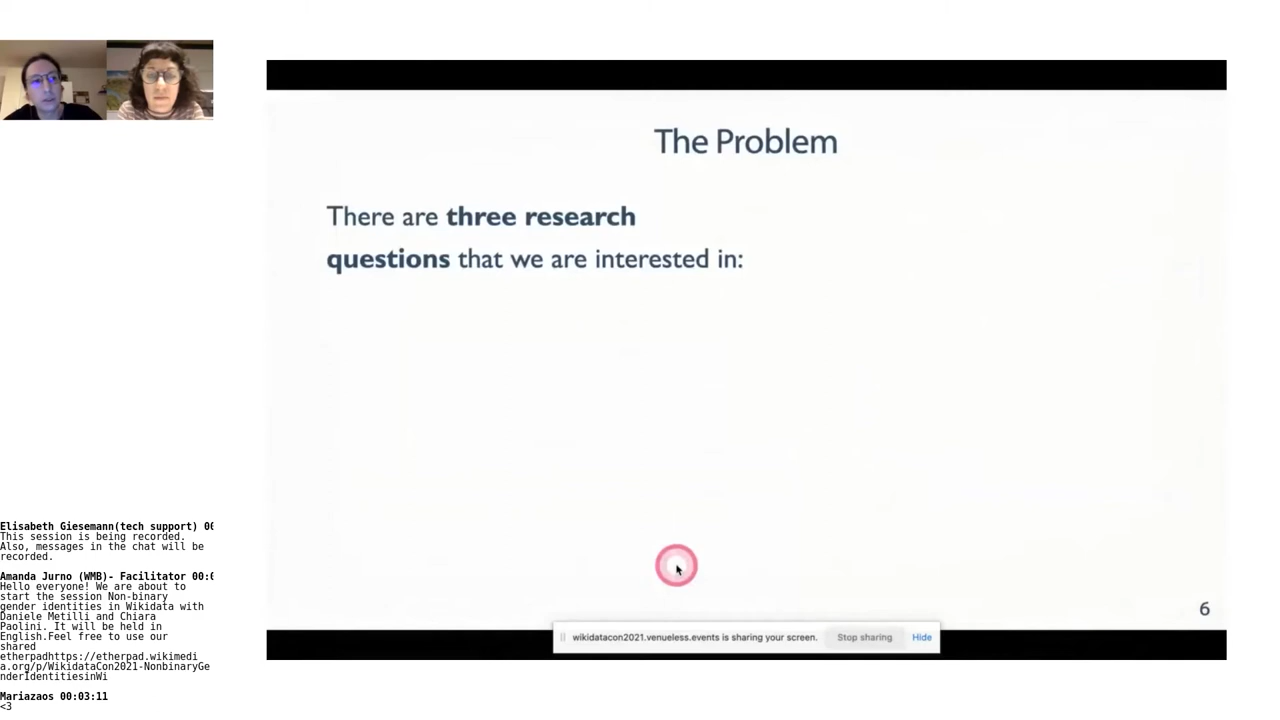 The Problem
There are three research
questions that we are interested in:
6
wikidatacon2021.venueless.events is sharing your screen.
Stop sharing
Hide
Elisabeth Giesemann(tech support)
This session is being recorded.
Also, messages in the chat will be
recorded.
Amanda Jurno (WMB)- Facilitator
Hello everyone! We are about to
start the session Non-binary
gender identities in Wikidata with
Daniele Metilli and Chiara
Paolini. It will be held in
English.Feel free to use our
shared
etherpadhttps://etherpad.wikimedi
a.org/p/WikidataCon2021-NonbinaryGe
nderIdentitiesinWi
Mariazaos 00:03:11
<3